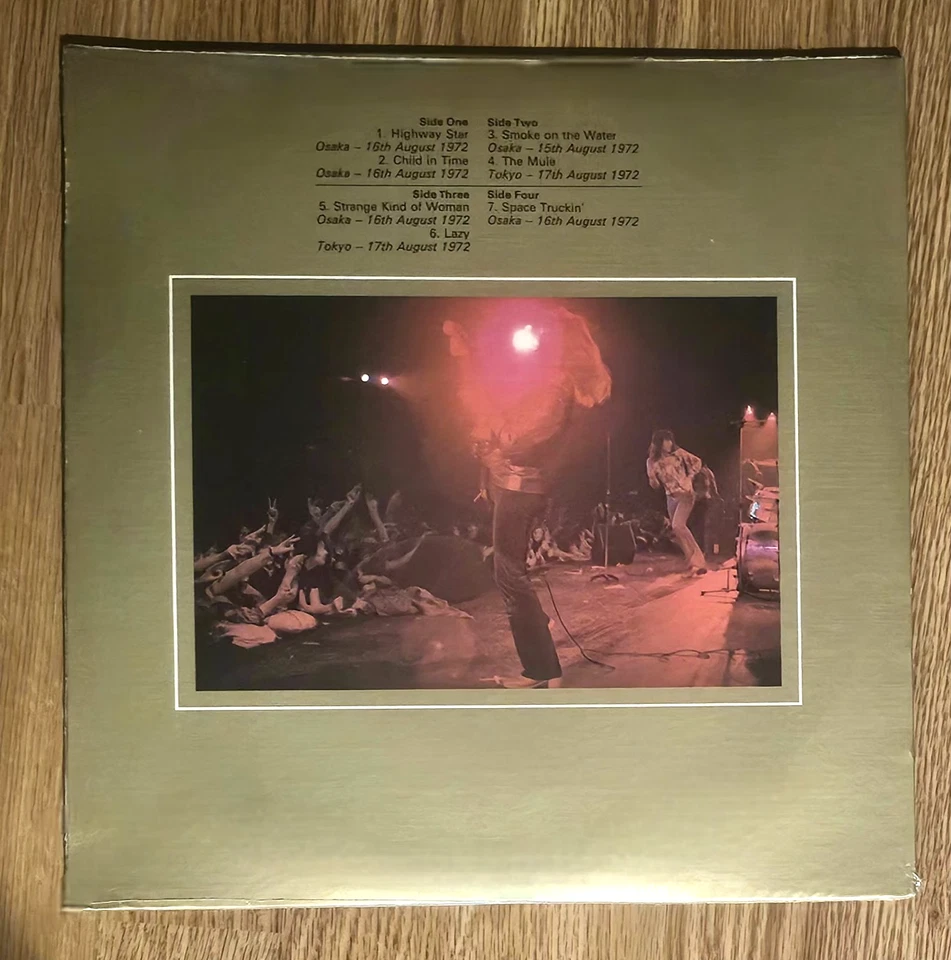 Side One
1. Highway Star
Osaka – 16th August 1972
2. Child in Time
Osaka – 16th August 1972
Side Two
3. Smoke on the Water
Osaka – 15th August 1972
4. The Mule
Tokyo – 17th August 1972
Side Three
5. Strange Kind of Woman
Osaka – 16th August 1972
6. Lazy
Tokyo – 17th August 1972
Side Four
7. Space Truckin'
Osaka – 16th August 1972